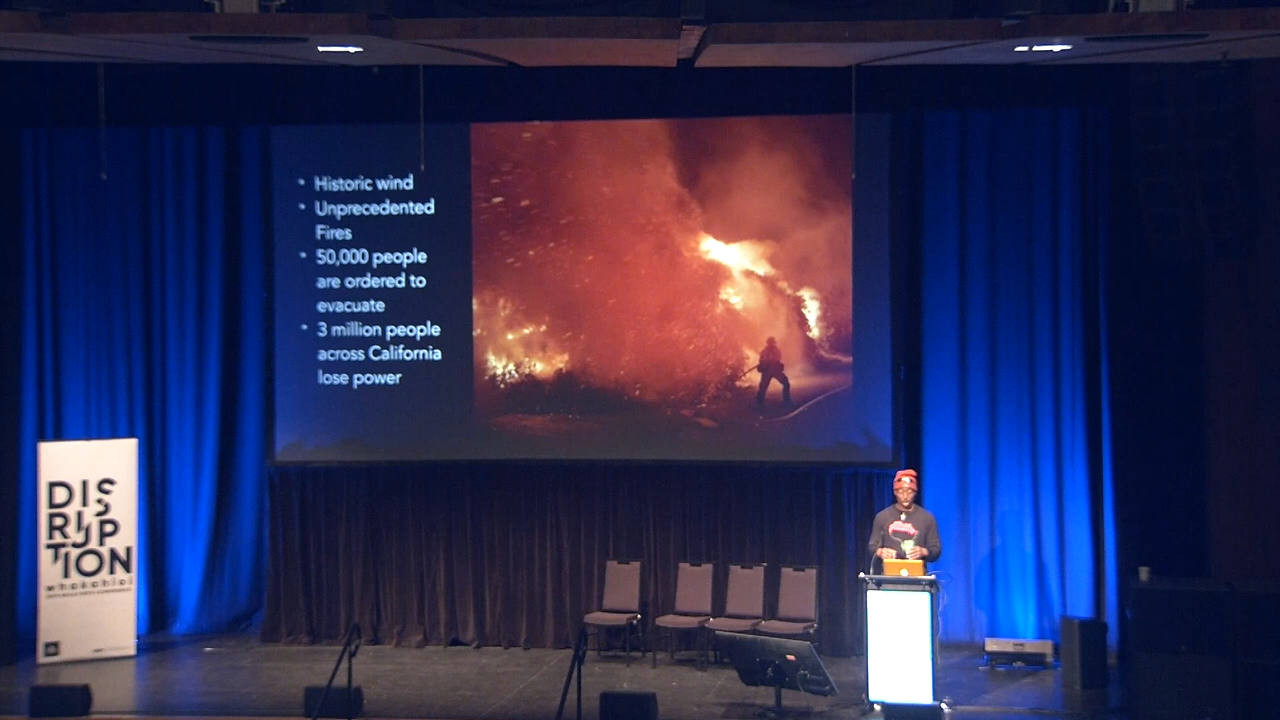 • Historic wind
• Unprecedented
Fires
• 50,000 people
are ordered to
evacuate
• 3 million people
across California
lose power
DIS
RUP
TION